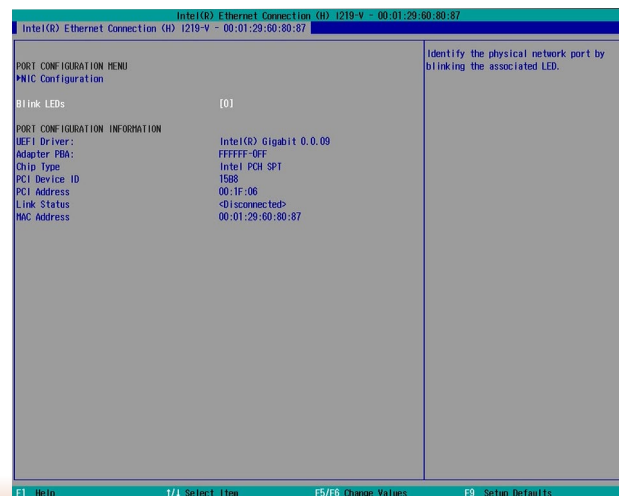 Intel(R) Ethernet Connection (H) I219-V - 00:01:29:60:80:87
Intel(R) Ethernet Connection (H) I219-V - 00:01:29:60:80:87
Identify the physical network port by
blinking the associated LED.
PORT CONFIGURATION MENU
▶NIC Configuration
Blink LEDs [0]
PORT CONFIGURATION INFORMATION
UEFI Driver: Intel(R) Gigabit 0.0.09
Adapter PBA: FFFFFF-0FF
Chip Type Intel PCH SPT
PCI Device ID 15B8
PCI Address 00:1F:06
Link Status <Disconnected>
MAC Address 00:01:29:60:80:87
F1 Help ↑/↓ Select Item F5/F6 Change Values F9 Setup Defaults